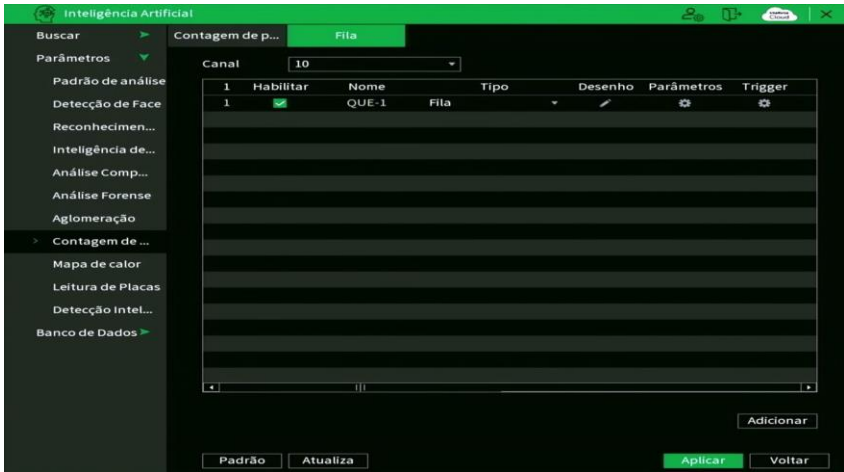 Inteligência Artificial
Buscar
Parâmetros
Padrão de análise
Detecção de Face
Reconhecimen...
Inteligência de...
Análise Comp...
Análise Forense
Aglomeração
Contagem de ...
Mapa de calor
Leitura de Placas
Detecção Intel...
Banco de Dados
Contagem de p... Fila
Canal 10
1 Habilitar Nome Tipo Desenho Parâmetros Trigger
1 QUE-1 Fila
Adicionar
Padrão Atualiza Aplicar Voltar